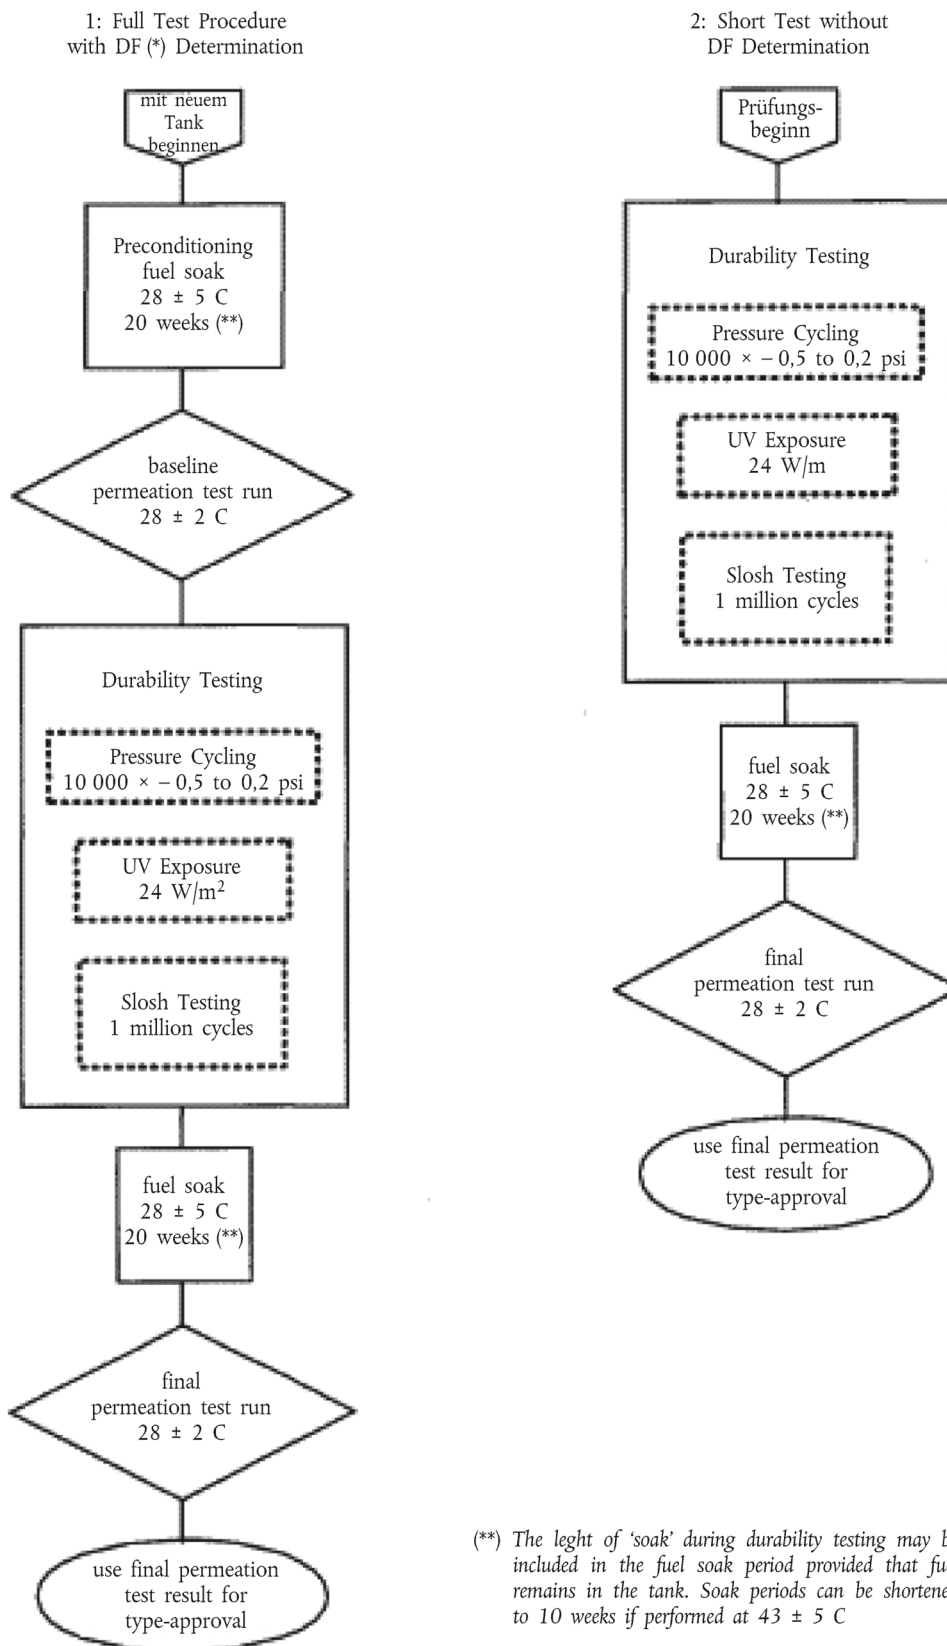 1: Full Test Procedure
with DF (*) Determination
mit neuem
Tank
beginnen
Preconditioning
fuel soak
28 ± 5 C
20 weeks (**)
baseline
permeation test run
28 ± 2 C
Durability Testing
Pressure Cycling
10 000 × – 0,5 to 0,2 psi
UV Exposure
24 W/m²
Slosh Testing
1 million cycles
fuel soak
28 ± 5 C
20 weeks (**)
final
permeation test run
28 ± 2 C
use final permeation
test result for
type-approval
2: Short Test without
DF Determination
Prüfungs-
beginn
Durability Testing
Pressure Cycling
10 000 × – 0,5 to 0,2 psi
UV Exposure
24 W/m
Slosh Testing
1 million cycles
fuel soak
28 ± 5 C
20 weeks (**)
final
permeation test run
28 ± 2 C
use final permeation
test result for
type-approval
(**) The leght of ‘soak’ during durability testing may
included in the fuel soak period provided that
remains in the tank. Soak periods can be
to 10 weeks if performed at 43 ± 5 C